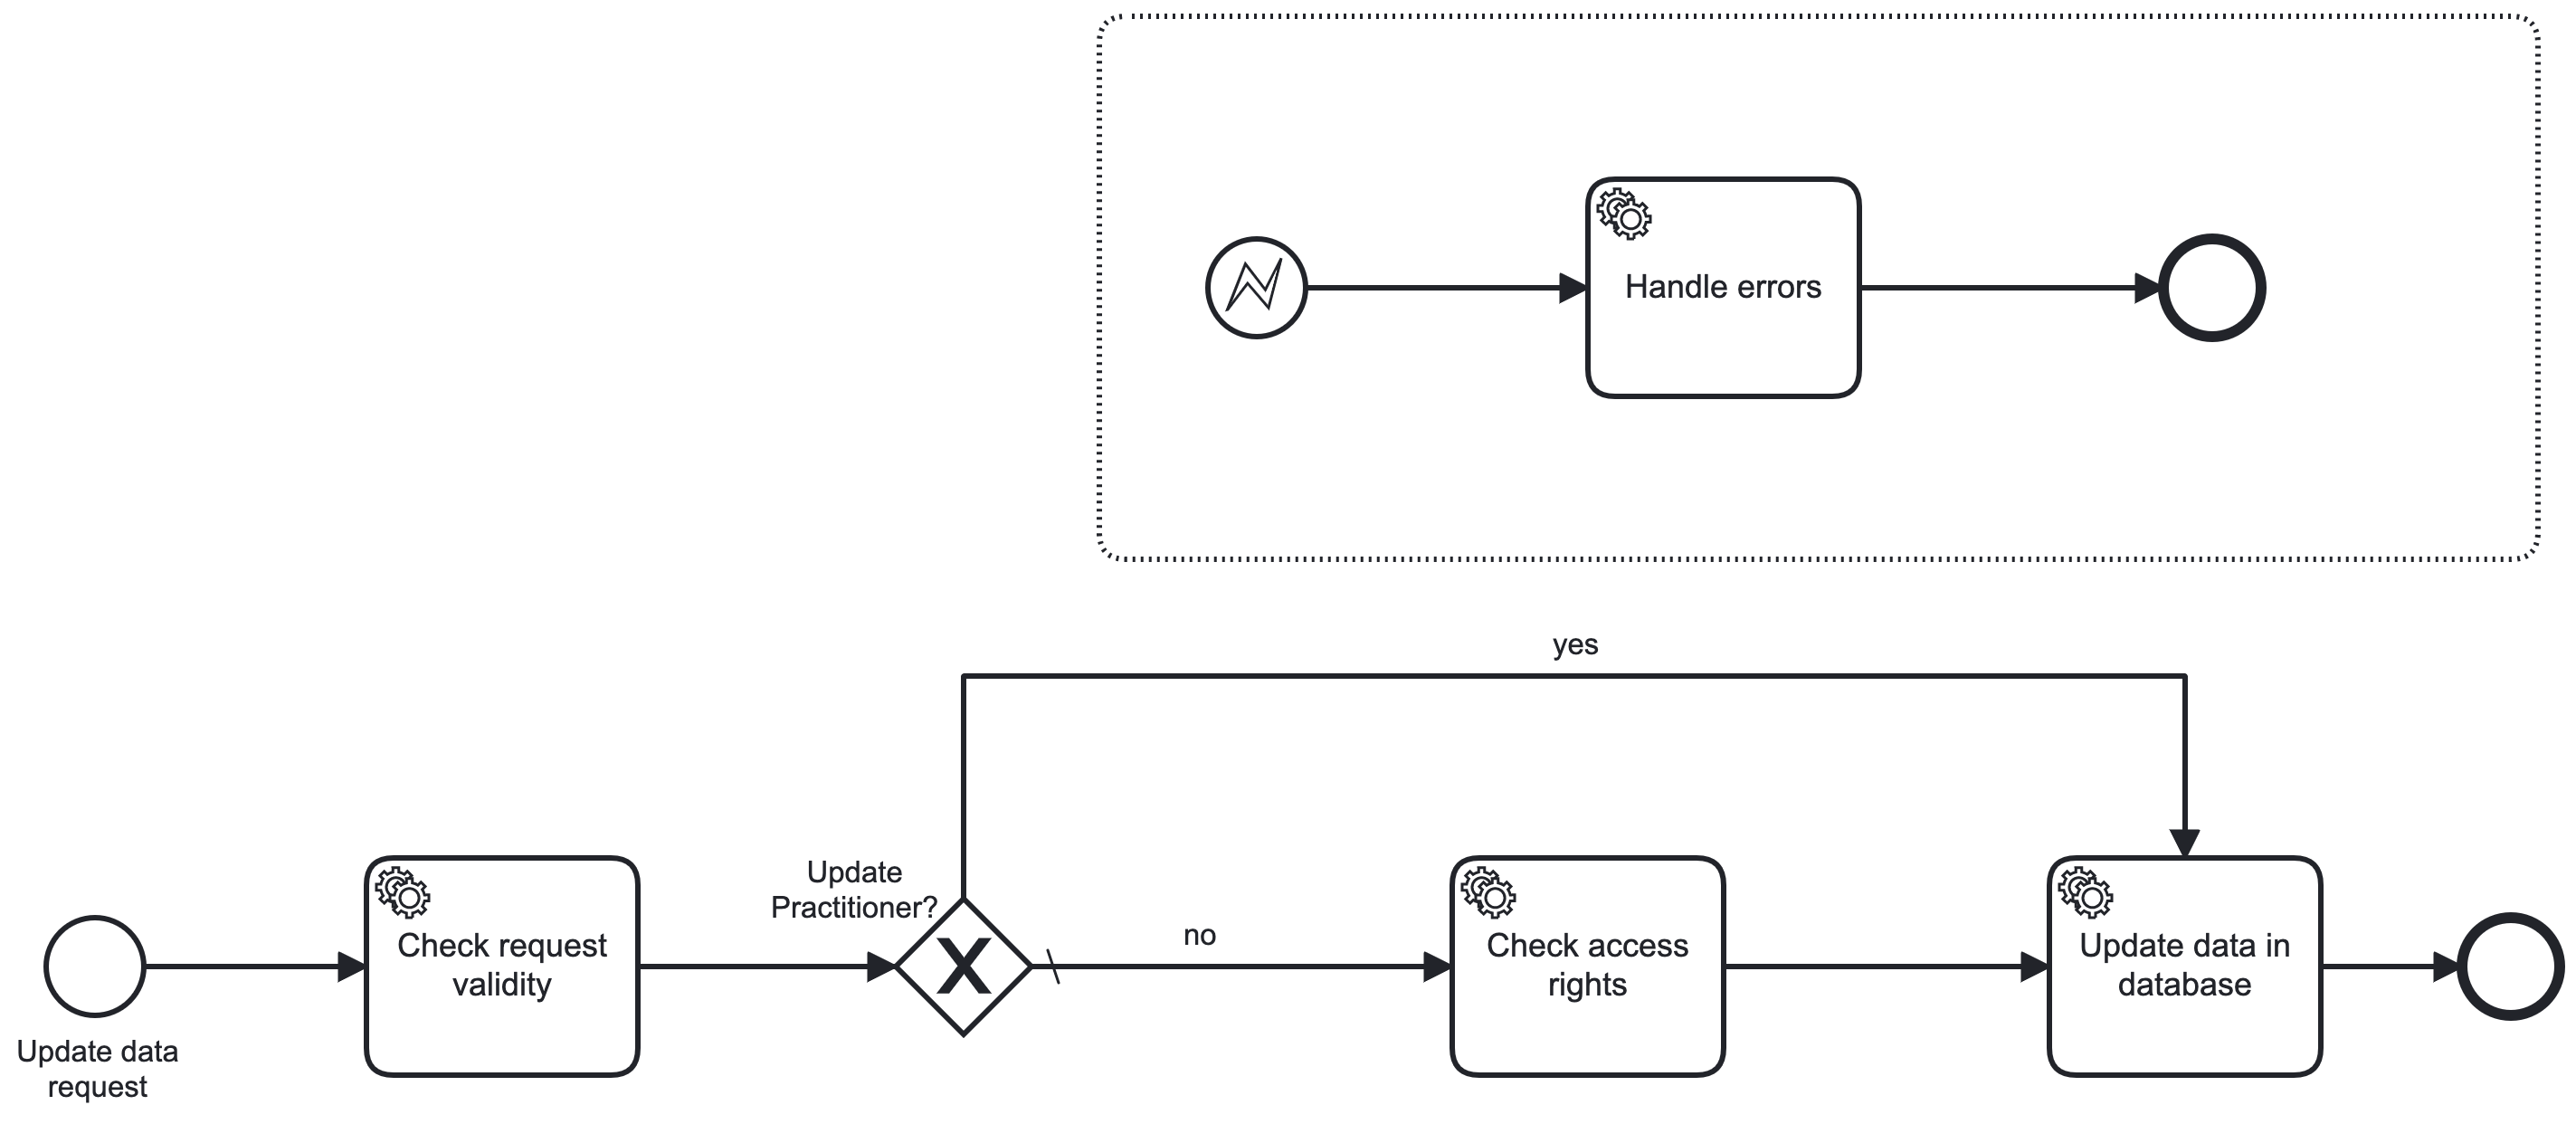 Handle errors
yes
Update
Practitioner?
no
Check request
validity
Check access
rights
Update data in
database
Update data
request